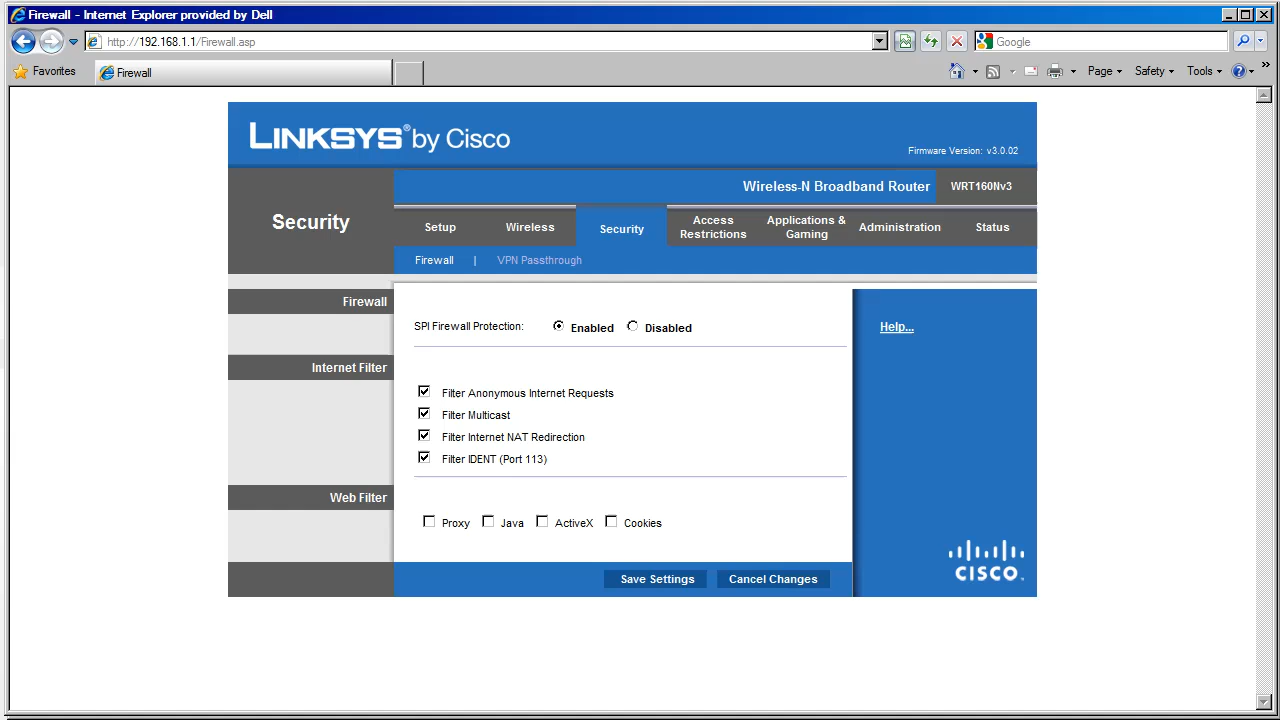 Firewall - Internet Explorer provided by Dell
http://192.168.1.1/Firewall.asp
Google
Favorites
Firewall
Page
Safety
Tools
LINKSYS® by Cisco
Firmware Version: v3.0.02
Wireless-N Broadband Router WRT160Nv3
Security
Setup
Wireless
Security
Access Restrictions
Applications & Gaming
Administration
Status
Firewall | VPN Passthrough
Firewall
SPI Firewall Protection: Enabled Disabled
Help...
Internet Filter
Filter Anonymous Internet Requests
Filter Multicast
Filter Internet NAT Redirection
Filter IDENT (Port 113)
Web Filter
Proxy Java ActiveX Cookies
CISCO.
Save Settings Cancel Changes